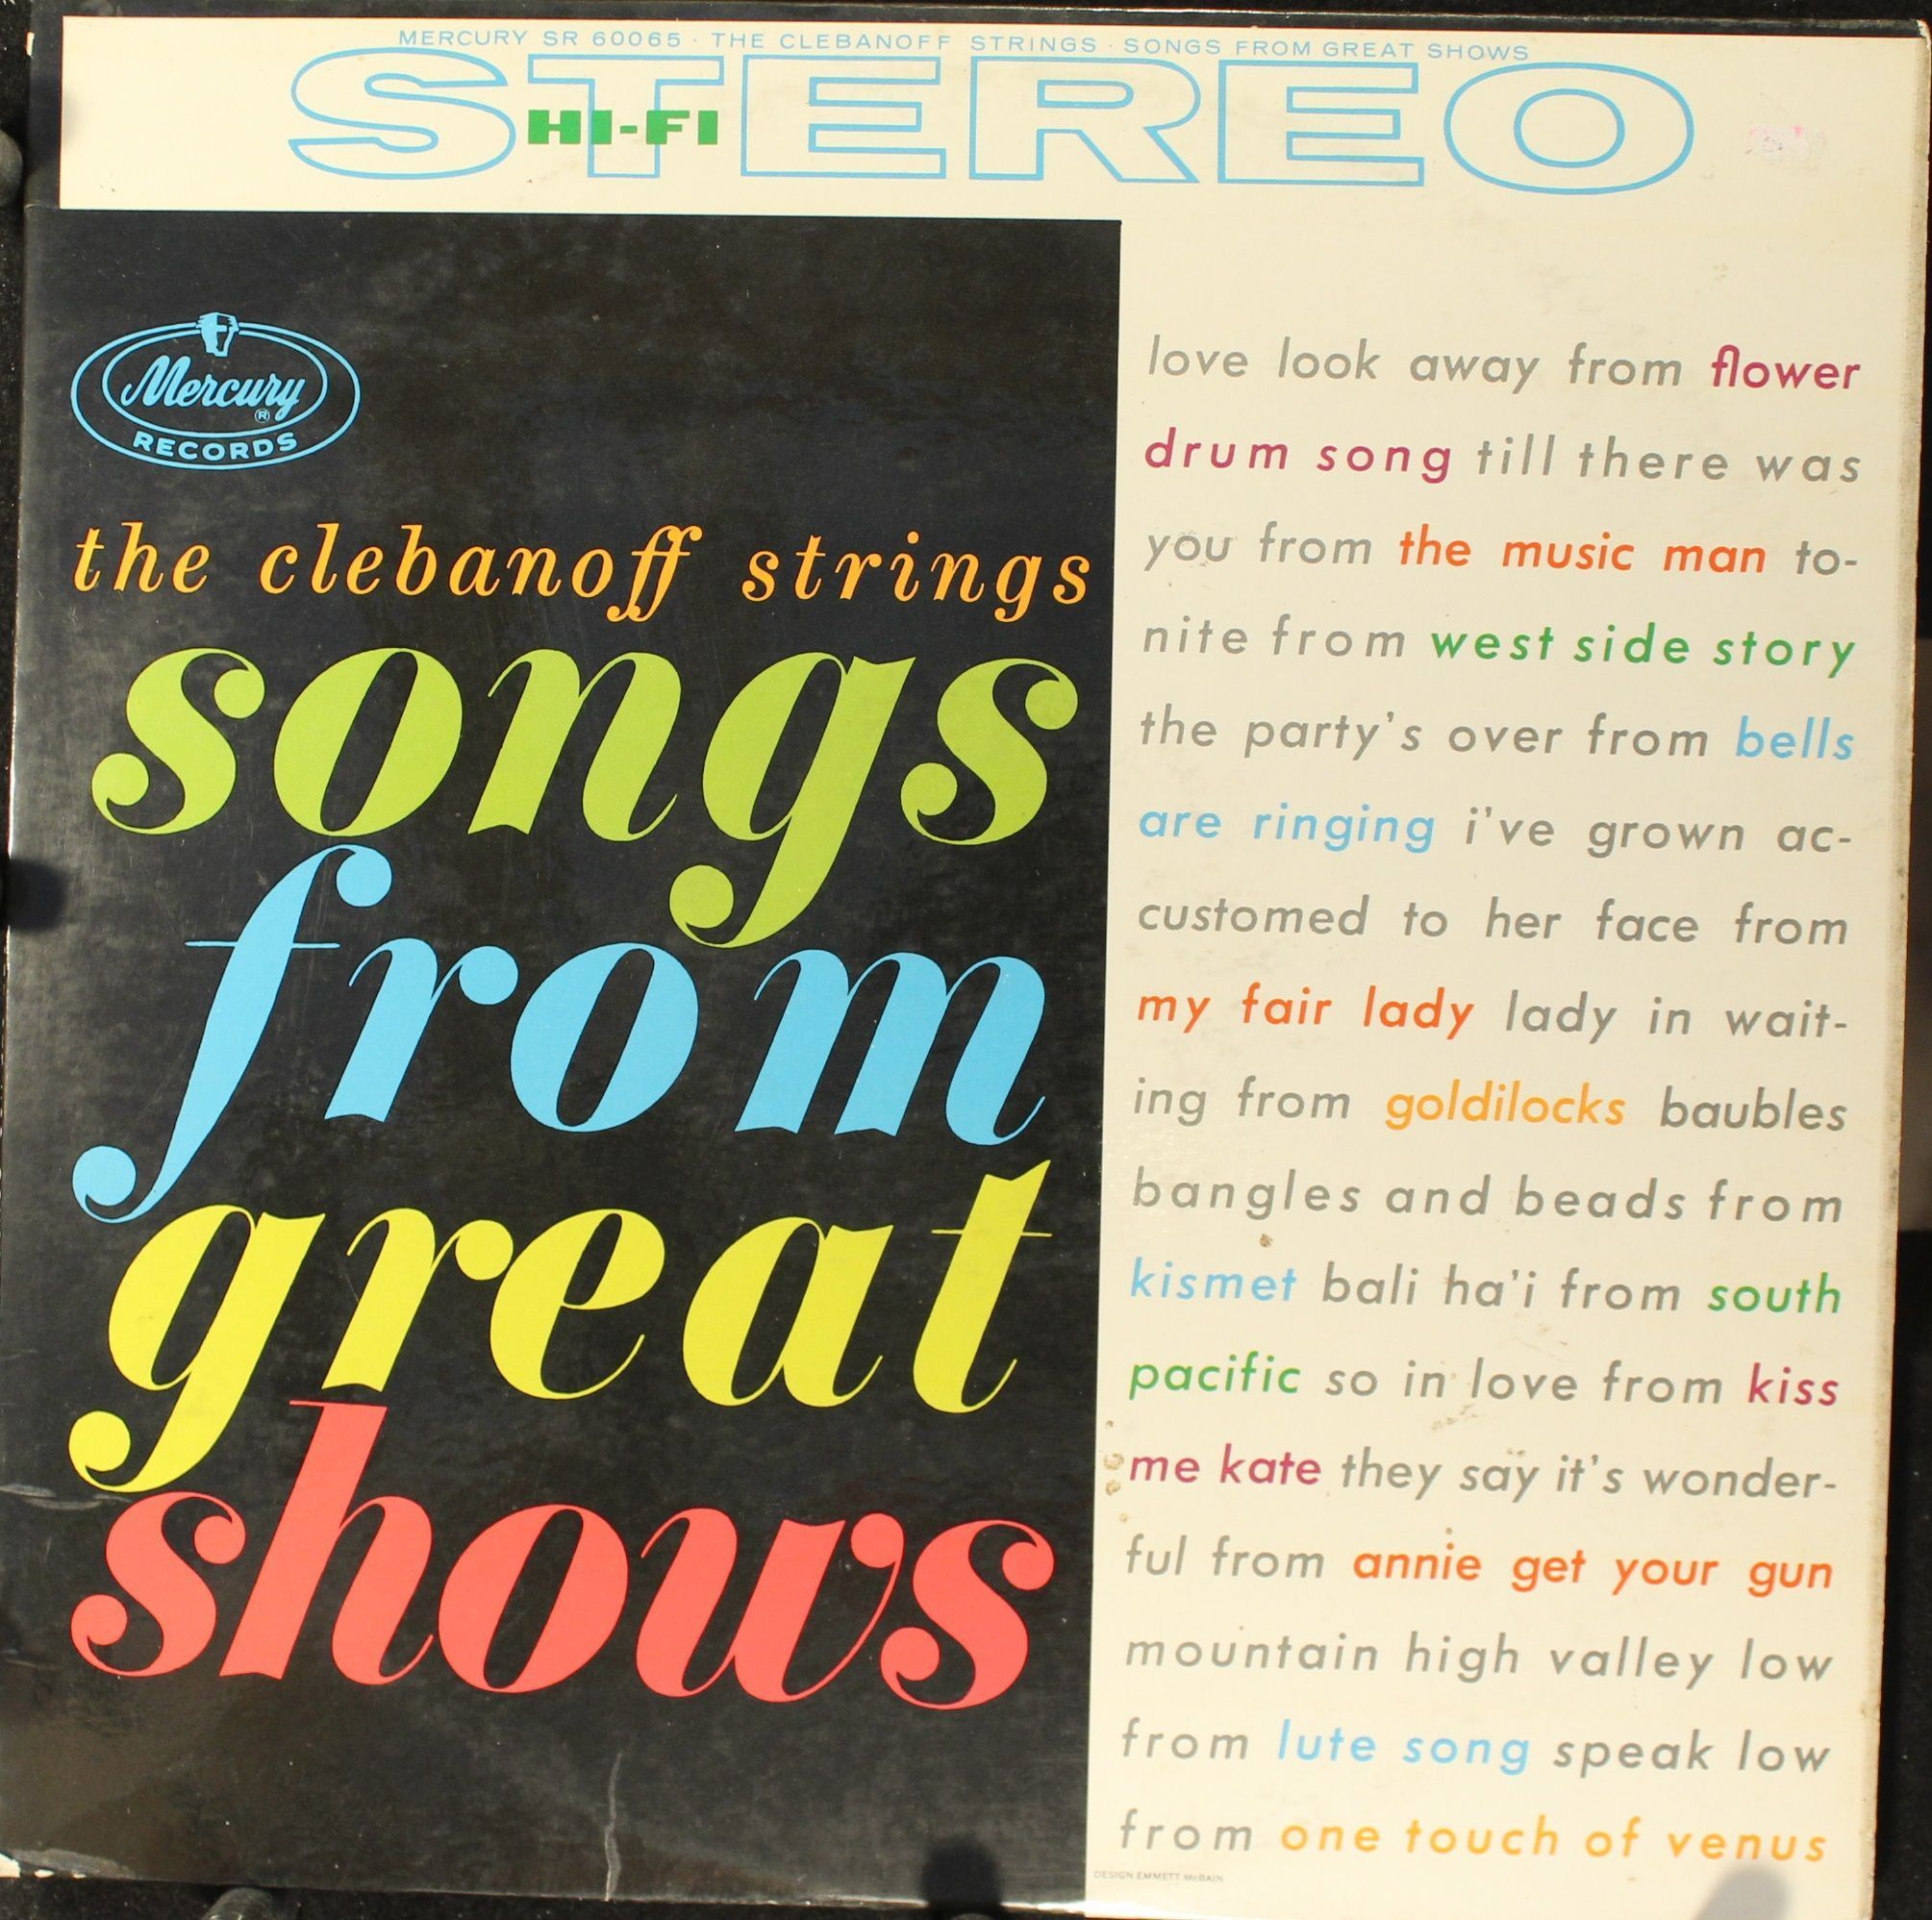 MERCURY SR 60065 · THE CLEBANOFF STRINGS · SONGS FROM GREAT SHOWS
STEREO
HI-FI
Mercury
®
RECORDS
the clebanoff strings
songs
from
great
shows
love look away from flower
drum song till there was
you from the music man to-
nite from west side story
the party's over from bells
are ringing i've grown ac-
customed to her face from
my fair lady lady in wait-
ing from goldilocks baubles
bangles and beads from
kismet bali ha'i from south
pacific so in love from kiss
me kate they say it's wonder-
ful from annie get your gun
mountain high valley low
from lute song speak low
from one touch of venus
DESIGN EMMETT McBAIN